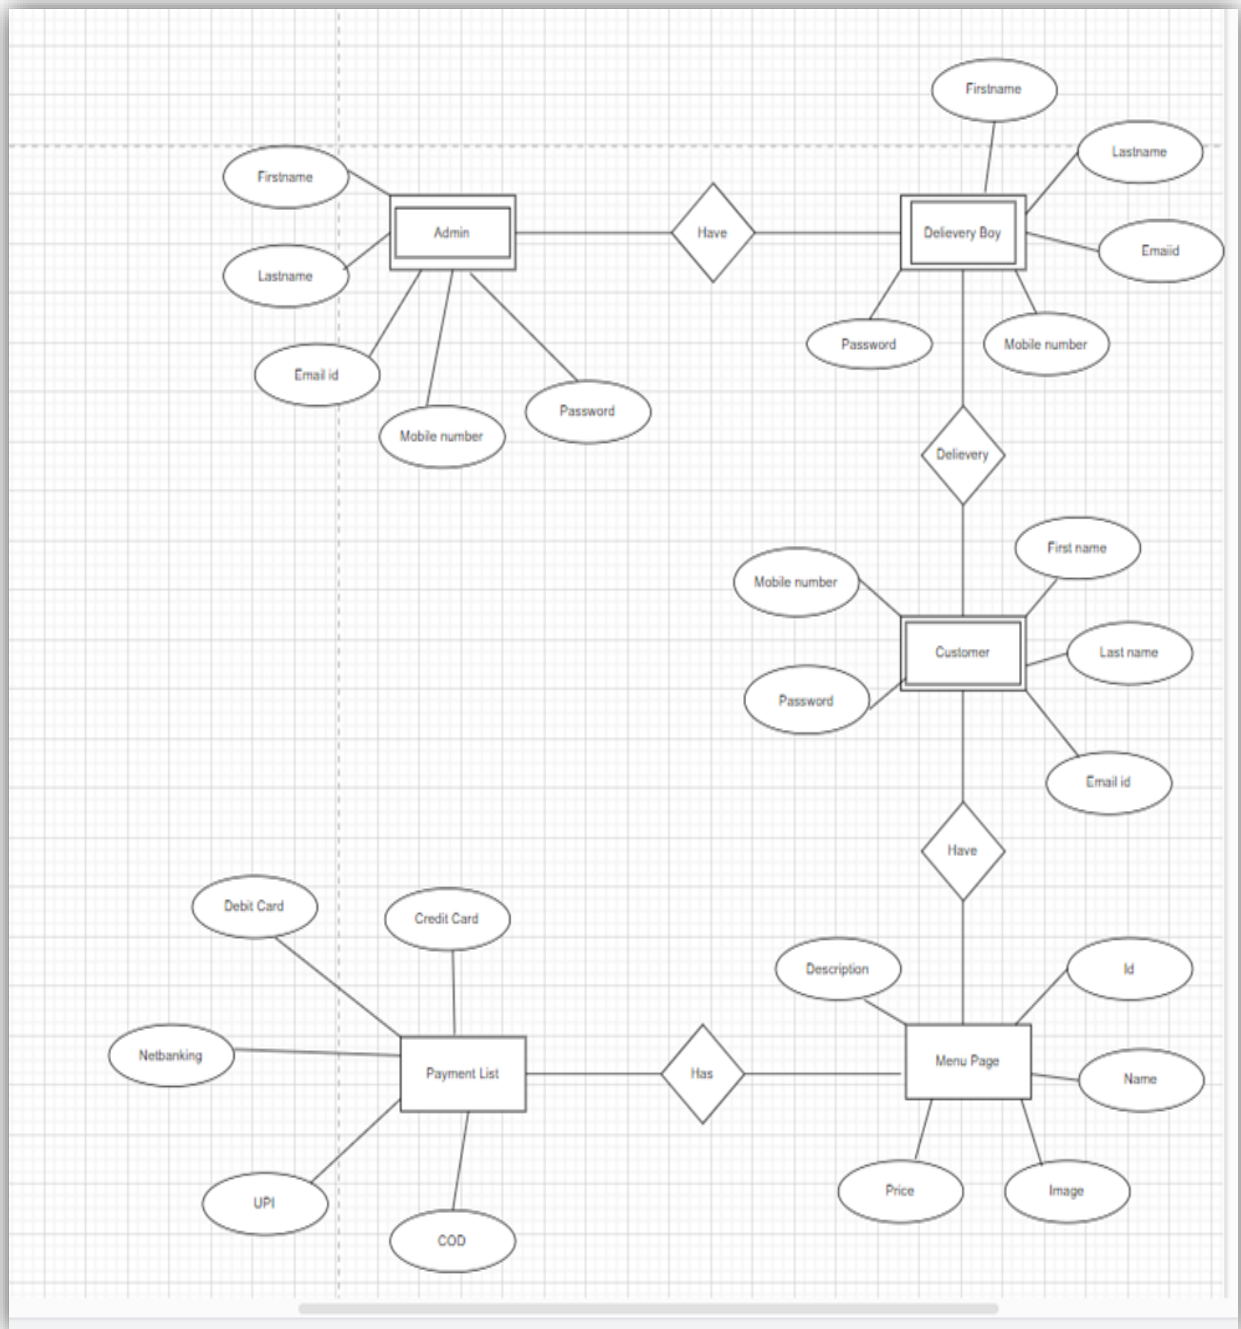 Firstname
Lastname
Firstname
Admin
Have
Delievery Boy
Emaiid
Lastname
Password
Mobile number
Email id
Password
Mobile number
Delievery
First name
Mobile number
Customer
Last name
Password
Email id
Have
Debit Card
Credit Card
Description
Id
Netbanking
Payment List
Has
Menu Page
Name
Price
Image
UPI
COD